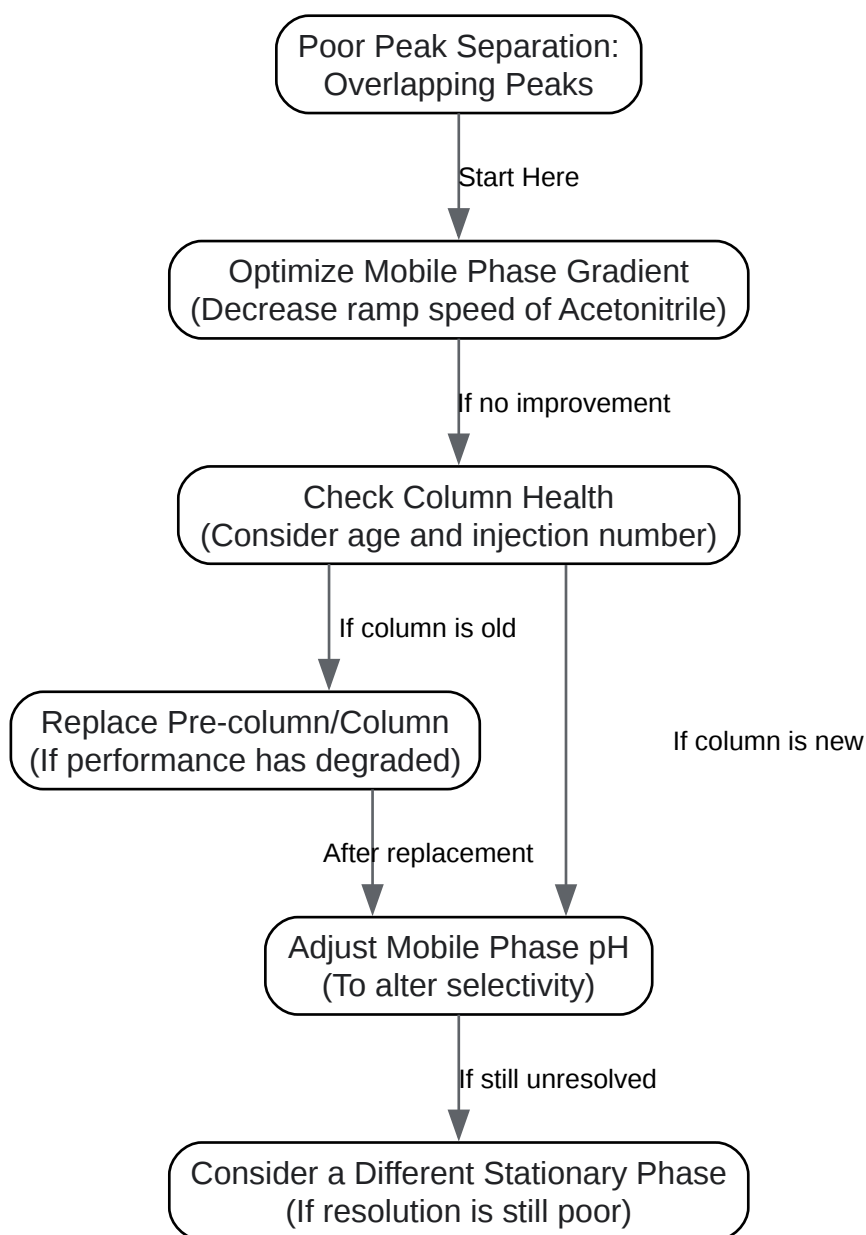 Poor Peak Separation:
Overlapping Peaks
Start Here
Optimize Mobile Phase Gradient
(Decrease ramp speed of Acetonitrile)
If no improvement
Check Column Health
(Consider age and injection number)
If column is old
Replace Pre-column/Column
(If performance has degraded)
If column is new
After replacement
Adjust Mobile Phase pH
(To alter selectivity)
If still unresolved
Consider a Different Stationary Phase
(If resolution is still poor)